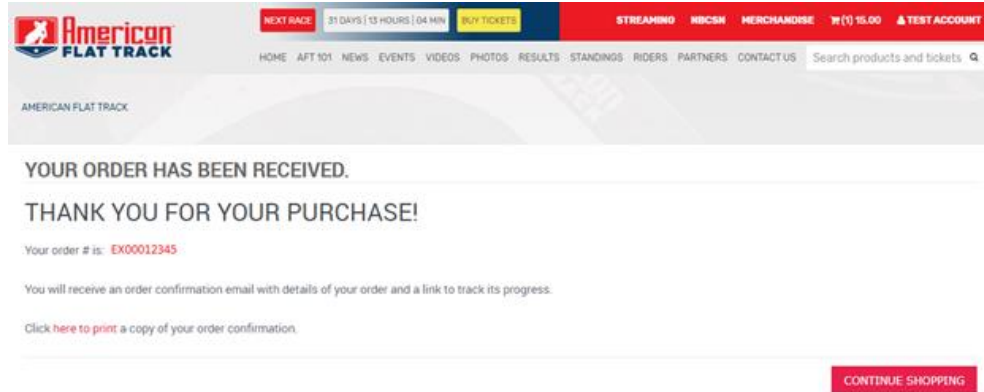 American
FLAT TRACK
NEXT RACE 31 DAYS | 13 HOURS | 04 MIN BUY TICKETS STREAMING NBCSN MERCHANDISE (1) 15.00 TEST ACCOUNT
HOME AFT 101 NEWS EVENTS VIDEOS PHOTOS RESULTS STANDINGS RIDERS PARTNERS CONTACT US Search products and tickets
AMERICAN FLAT TRACK
YOUR ORDER HAS BEEN RECEIVED.
THANK YOU FOR YOUR PURCHASE!
Your order # is: EX00012345
You will receive an order confirmation email with details of your order and a link to track its progress.
Click here to print a copy of your order confirmation.
CONTINUE SHOPPING